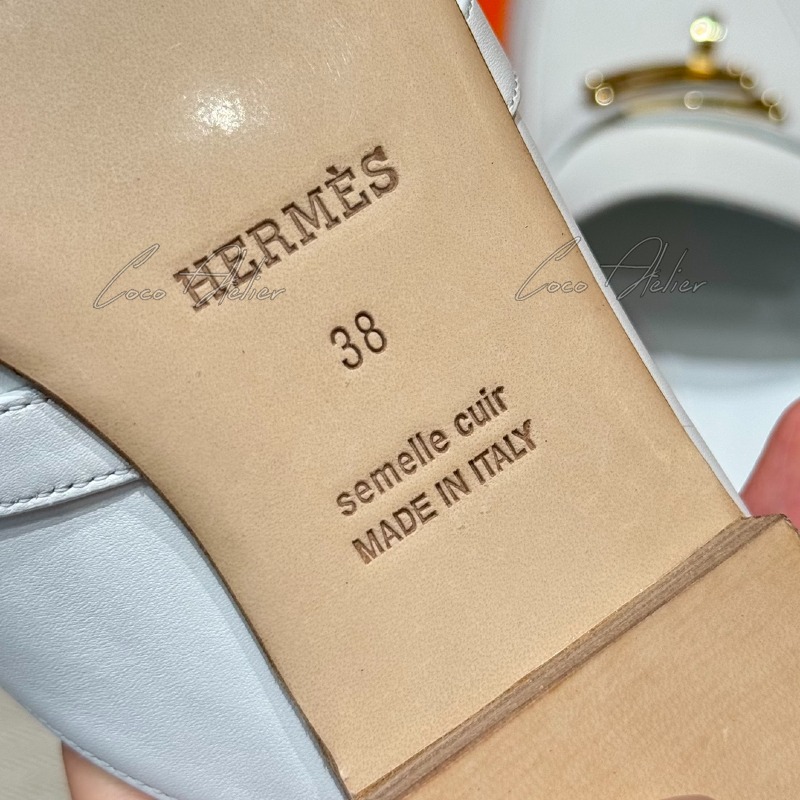 HERMÈS
38
semelle cuir
MADE IN ITALY
Coco Atelier
Coco Atelier